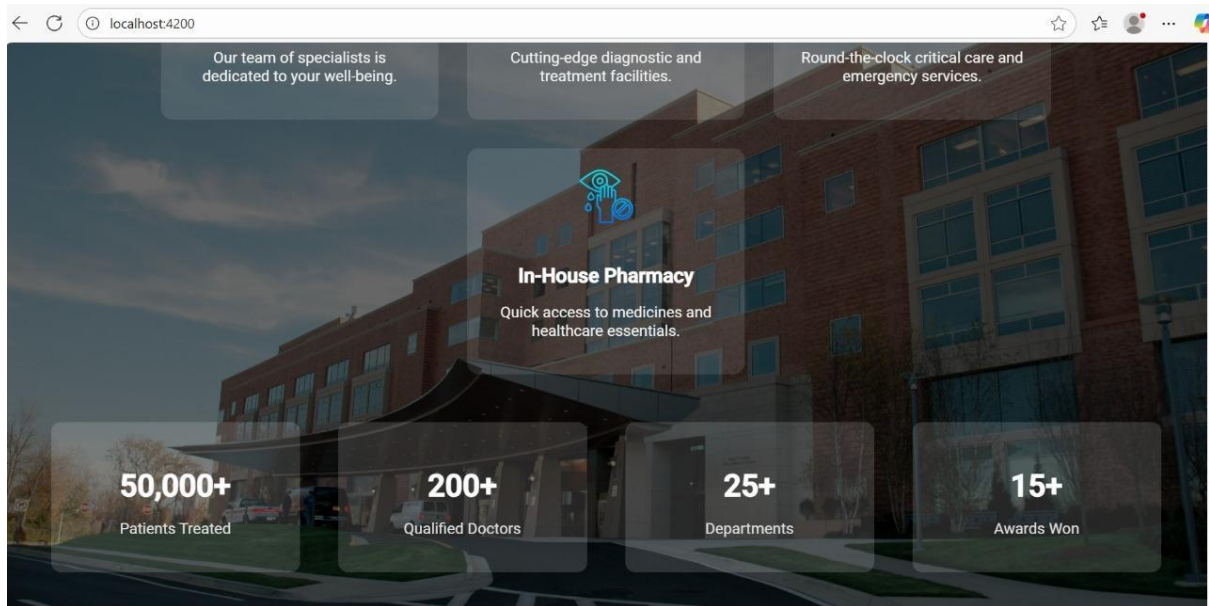 localhost:4200
Our team of specialists is
dedicated to your well-being.
Cutting-edge diagnostic and
treatment facilities.
Round-the-clock critical care and
emergency services.
In-House Pharmacy
Quick access to medicines and
healthcare essentials.
50,000+
Patients Treated
200+
Qualified Doctors
25+
Departments
15+
Awards Won